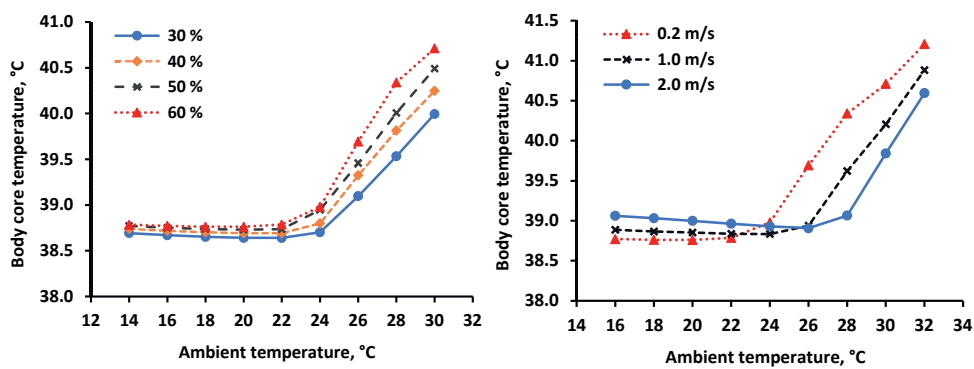 41.0
40.5
40.0
39.5
39.0
38.5
38.0
Body core temperature, °C
30 %
40 %
50 %
60 %
12 14 16 18 20 22 24 26 28 30 32
Ambient temperature, °C
41.5
41.0
40.5
40.0
39.5
39.0
38.5
38.0
Body core temperature, °C
0.2 m/s
1.0 m/s
2.0 m/s
14 16 18 20 22 24 26 28 30 32 34
Ambient temperature, °C